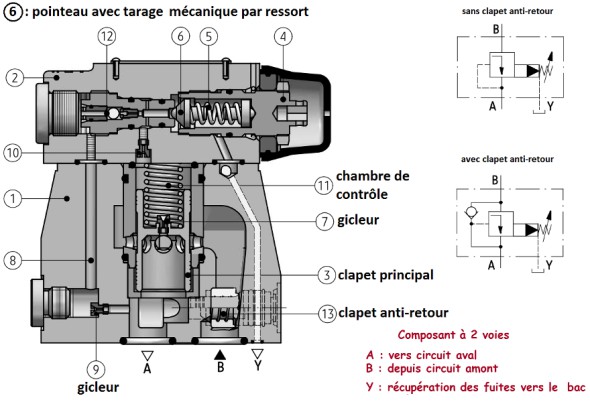 6 : pointeau avec tarage mécanique par ressort
12
6
5
4
2
10
1
11
chambre de
contrôle
7 gicleur
8
3 clapet principal
13 clapet anti-retour
9
gicleur
A
B
Y
sans clapet anti-retour
B
A
Y
avec clapet anti-retour
B
A
Y
Composant à 2 voies
A : vers circuit aval
B : depuis circuit amont
Y : récupération des fuites vers le bac